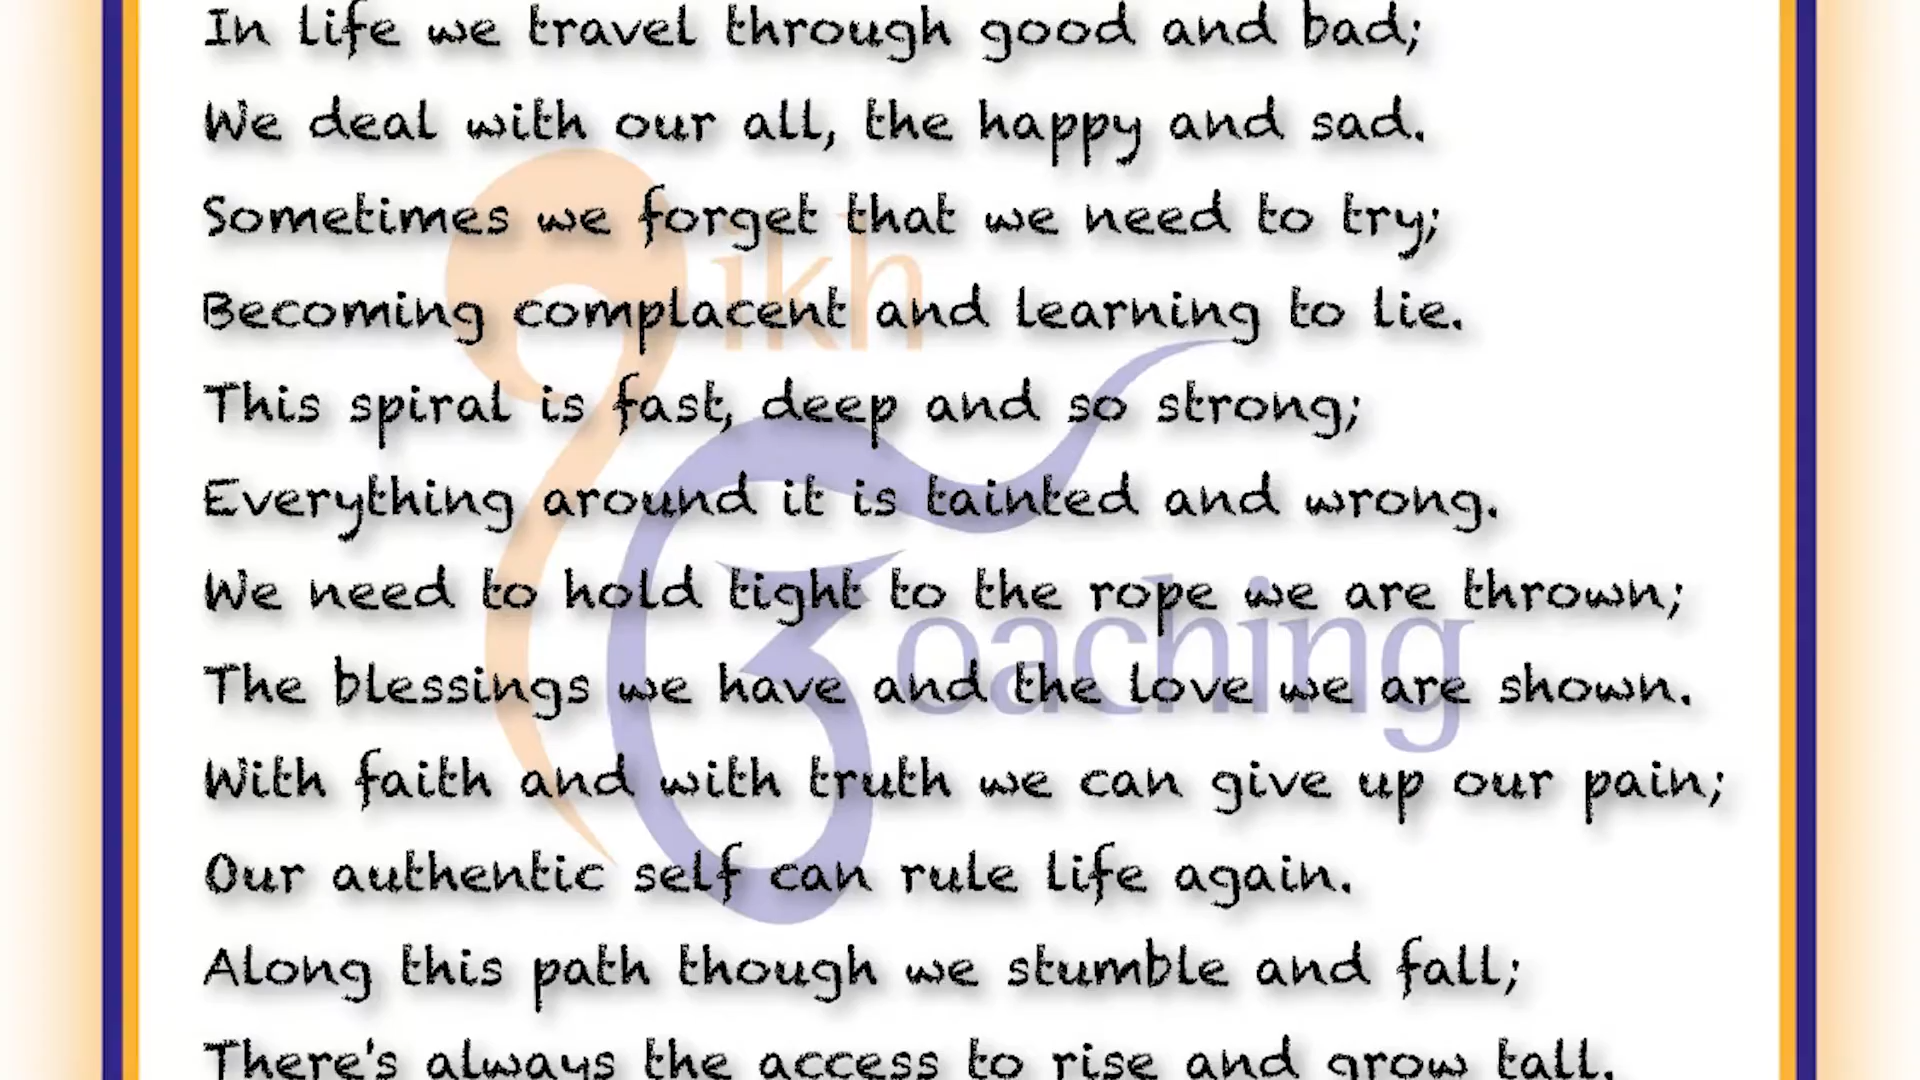 In life we travel through good and bad;
We deal with our all, the happy and sad.
Sometimes we forget that we need to try;
Becoming complacent and learning to lie.
This spiral is fast, deep and so strong;
Everything around it is tainted and wrong.
We need to hold tight to the rope we are thrown;
The blessings we have and the love we are shown.
With faith and with truth we can give up our pain;
Our authentic self can rule life again.
Along this path though we stumble and fall;
There's always the access to rise and grow tall.
ikh
oaching